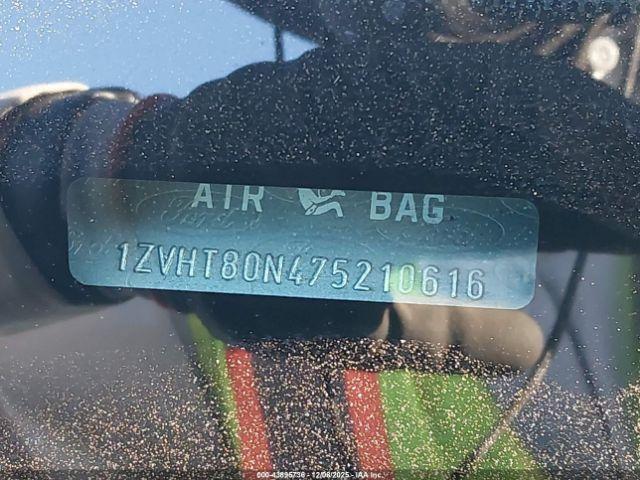 AIR BAG
1ZVHT80N475210616
000-43895736 - 12/08/2025 - IAA Inc.